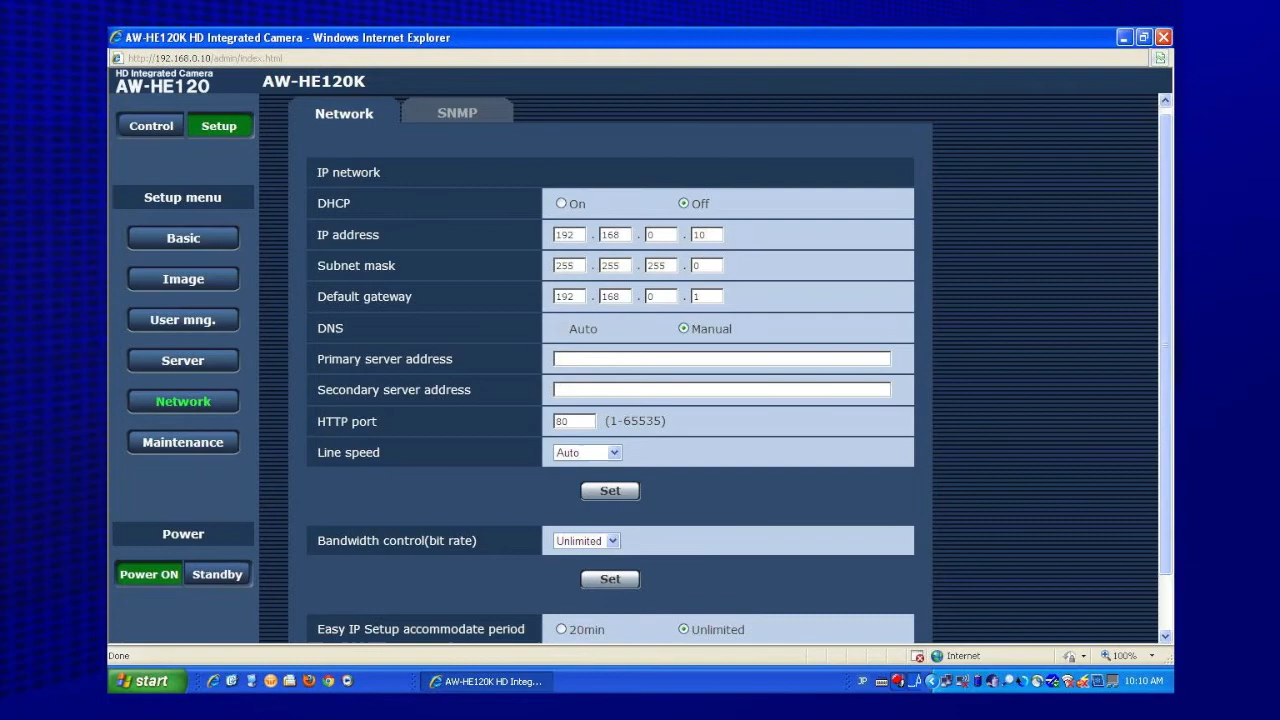 AW-HE120K HD Integrated Camera - Windows Internet Explorer
http://192.168.0.10/admin/index.html
HD Integrated Camera
AW-HE120
AW-HE120K
Control Setup
Network SNMP
Setup menu
Basic
Image
User mng.
Server
Network
Maintenance
Power
Power ON Standby
IP network
DHCP On Off
IP address 192 . 168 . 0 . 10
Subnet mask 255 . 255 . 255 . 0
Default gateway 192 . 168 . 0 . 1
DNS Auto Manual
Primary server address
Secondary server address
HTTP port 80 (1-65535)
Line speed Auto
Set
Bandwidth control(bit rate) Unlimited
Set
Easy IP Setup accommodate period 20min Unlimited
Done Internet 100%
start AW-HE120K HD Integ... JP 10:10 AM